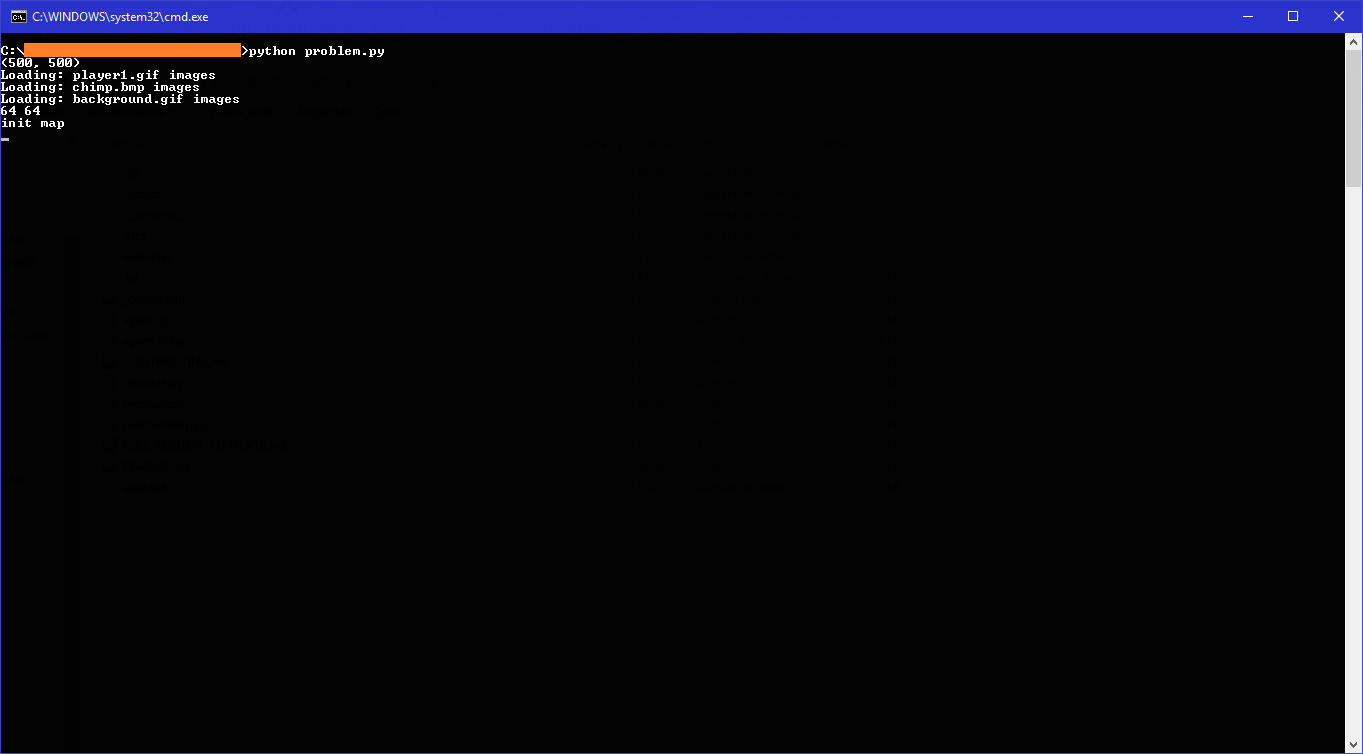 C:\WINDOWS\system32\cmd.exe
C:\>python problem.py
(500, 500)
Loading: player1.gif images
Loading: chimp.bmp images
Loading: background.gif images
64 64
init map